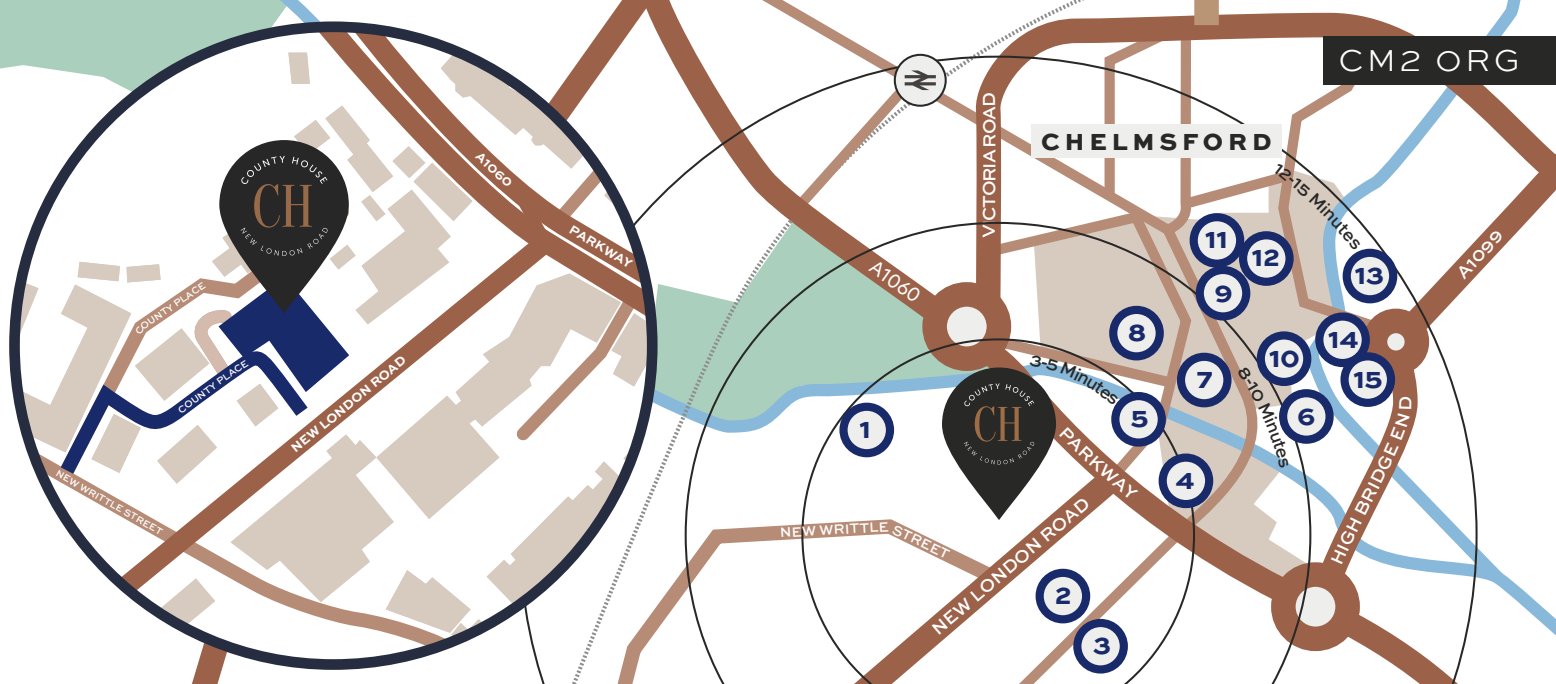 CM2 ORG
CHELMSFORD
VICTORIA ROAD
12-15 Minutes
A1060
PARKWAY
COUNTY HOUSE
CH
NEW LONDON ROAD
COUNTY PLACE
COUNTY PLACE
NEW LONDON ROAD
NEW WRITTLE STREET
A1060
A1099
11
12
13
9
8
14
10
15
7
3-5 Minutes
8-10 Minutes
6
5
1
COUNTY HOUSE
CH
NEW LONDON ROAD
PARKWAY
4
HIGH BRIDGE END
NEW WRITTLE STREET
NEW LONDON ROAD
2
3